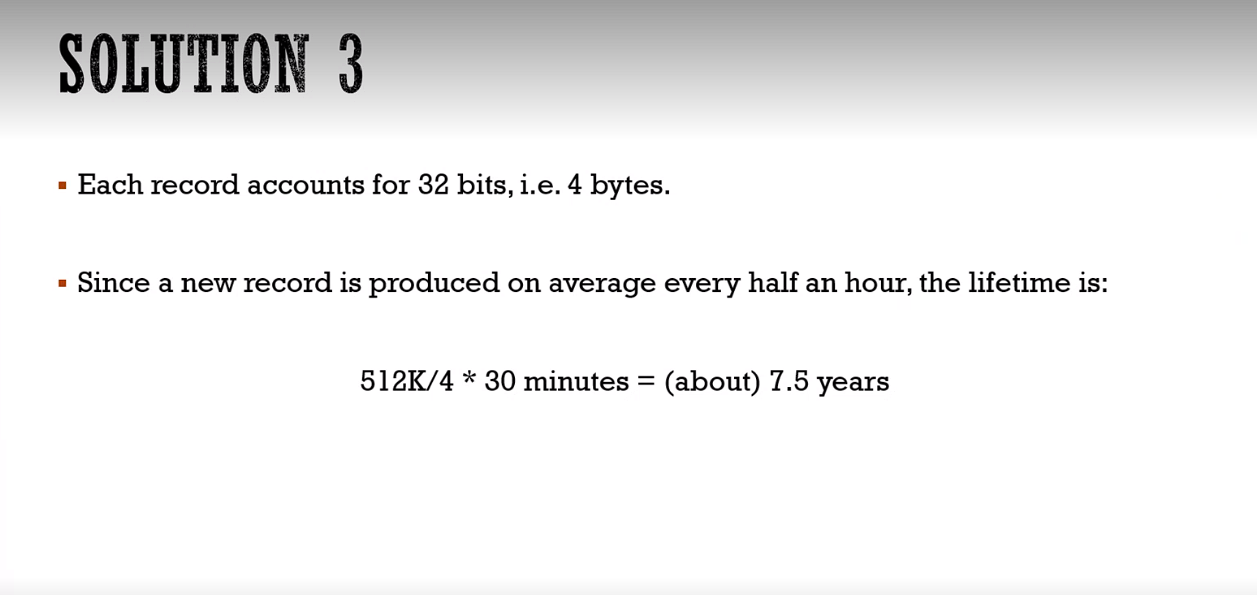 SOLUTION 3
▪ Each record accounts for 32 bits, i.e. 4 bytes.
▪ Since a new record is produced on average every half an hour, the lifetime is:
512K/4 * 30 minutes = (about) 7.5 years